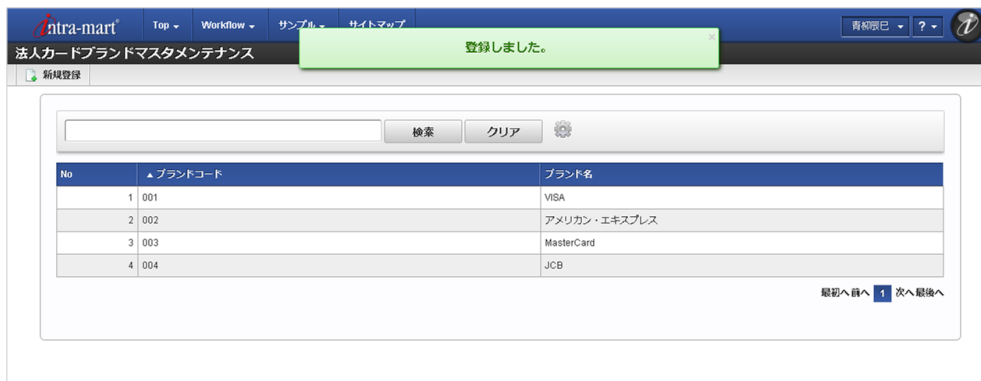 intra-mart Top Workflow サンプル サイトマップ 青柳辰巳 ?
登録しました。 ×
法人カードブランドマスタメンテナンス
新規登録
検索 クリア
No ▲ブランドコード ブランド名
1 001 VISA
2 002 アメリカン・エキスプレス
3 003 MasterCard
4 004 JCB
最初へ 前へ 1 次へ 最後へ